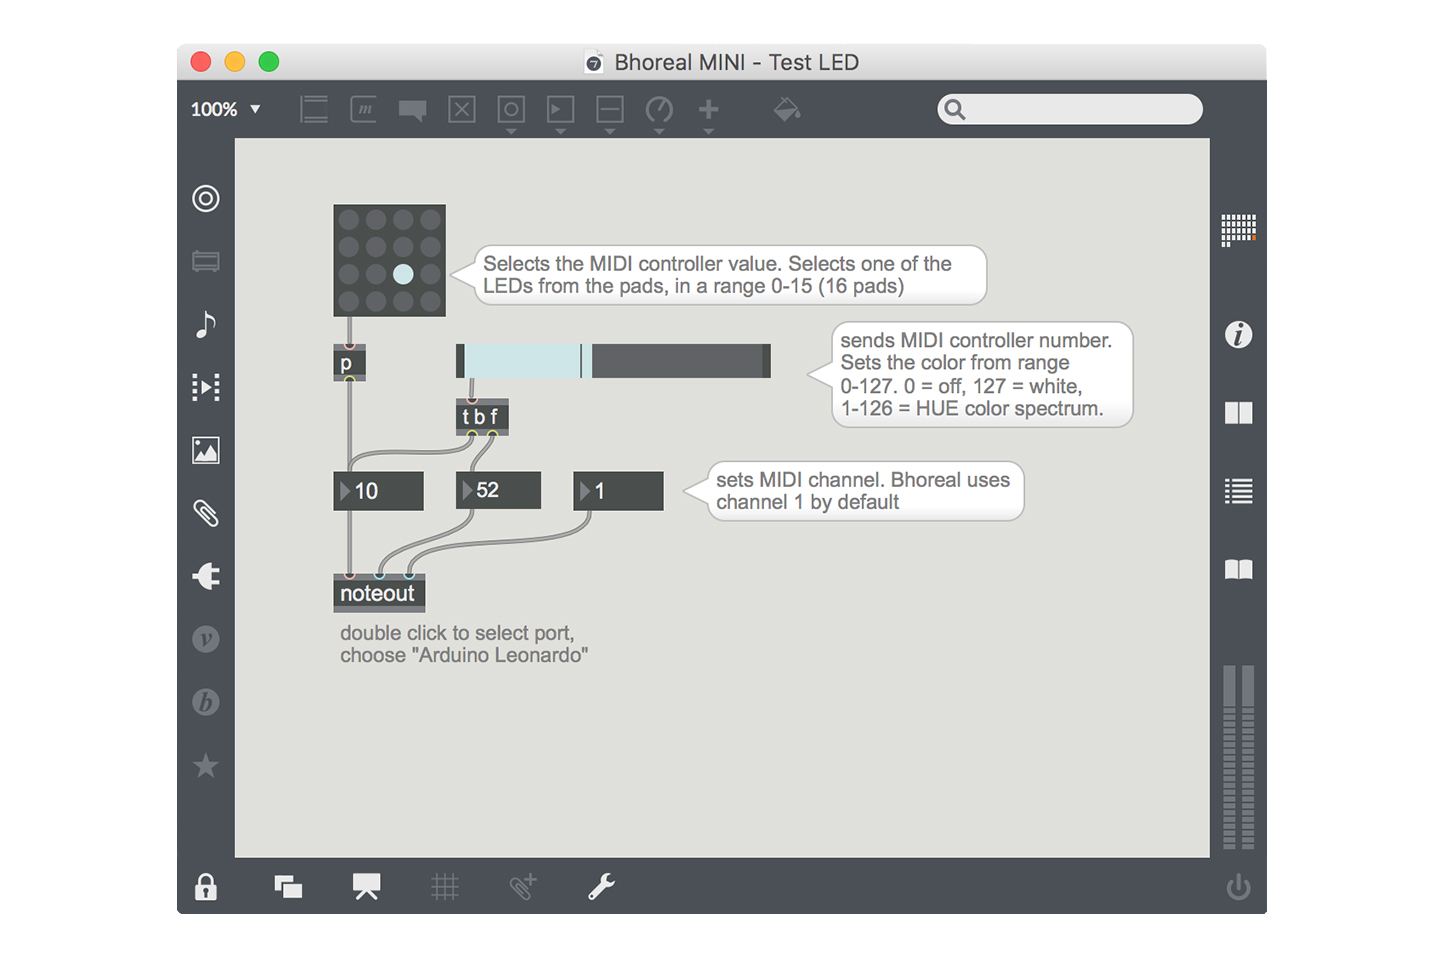 Bhoreal MINI - Test LED
100%
m
Selects the MIDI controller value. Selects one of the
LEDs from the pads, in a range 0-15 (16 pads)
p
sends MIDI controller number.
Sets the color from range
0-127. 0 = off, 127 = white,
1-126 = HUE color spectrum.
t b f
10
52
1
sets MIDI channel. Bhoreal uses
channel 1 by default
noteout
double click to select port,
choose "Arduino Leonardo"
i
v
b